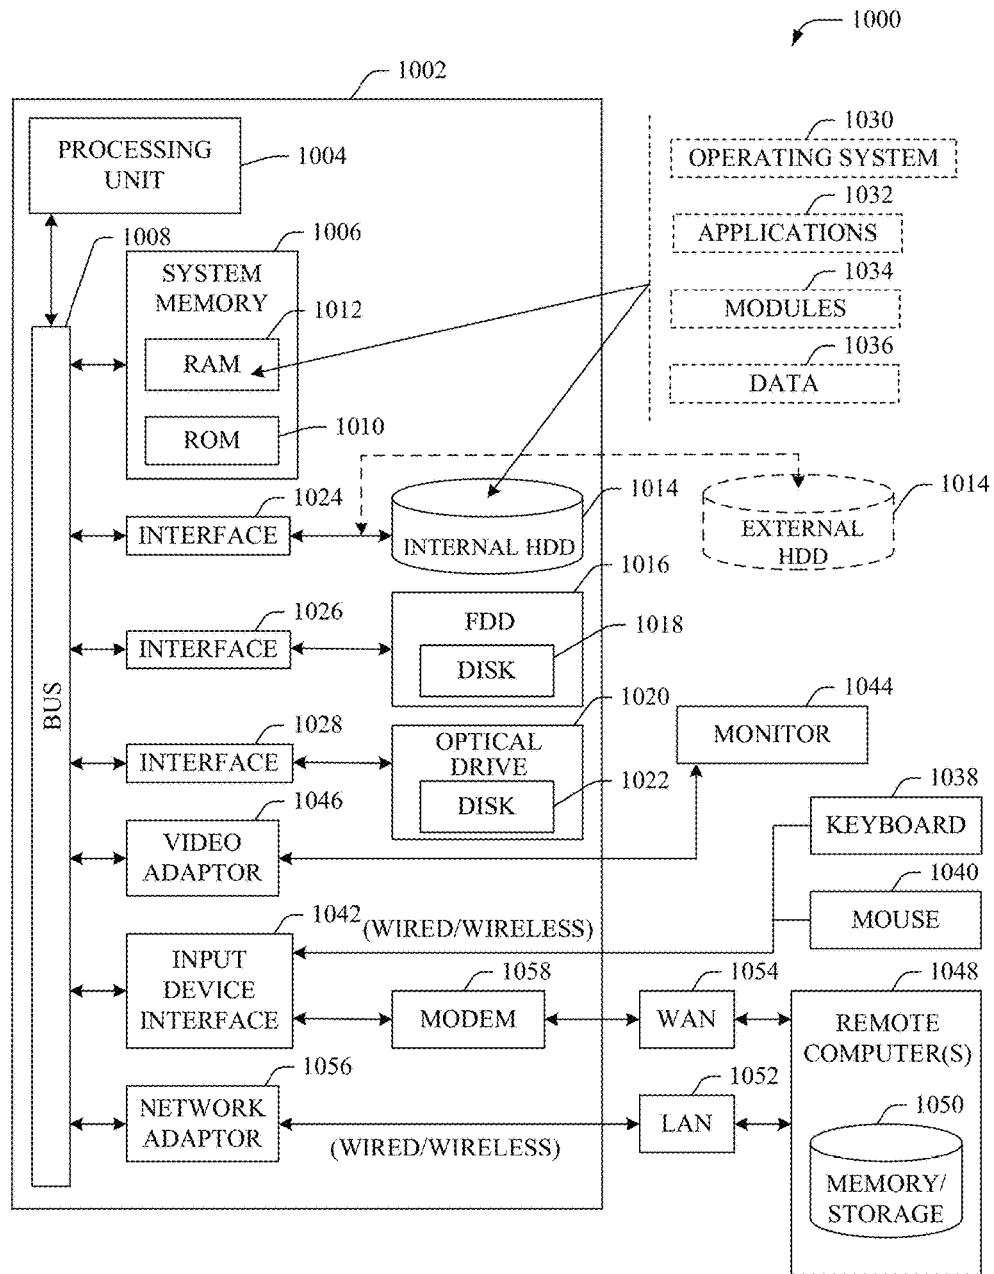 1000
1002
PROCESSING
UNIT
1004
1030
OPERATING SYSTEM
1032
APPLICATIONS
1034
MODULES
1036
DATA
1008
1006
SYSTEM
MEMORY
1012
RAM
1010
ROM
1024
INTERFACE
1014
INTERNAL HDD
1014
EXTERNAL
HDD
1026
INTERFACE
1016
FDD
1018
DISK
BUS
1028
INTERFACE
1020
OPTICAL
DRIVE
1022
DISK
1044
MONITOR
1046
VIDEO
ADAPTOR
1038
KEYBOARD
1040
MOUSE
1042
(WIRED/WIRELESS)
INPUT
DEVICE
INTERFACE
1058
MODEM
1054
WAN
1048
REMOTE
COMPUTER(S)
1056
NETWORK
ADAPTOR
(WIRED/WIRELESS)
1052
LAN
1050
MEMORY/
STORAGE